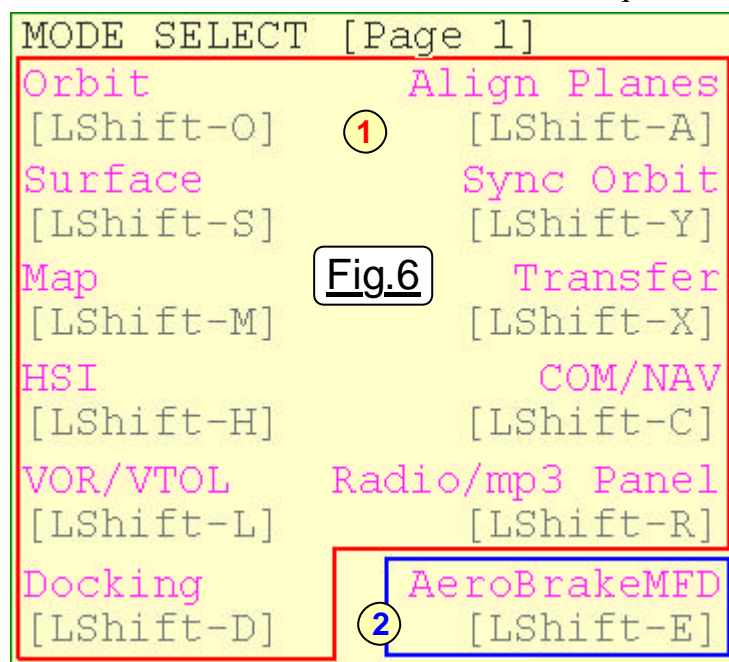 MODE SELECT [Page 1]
Orbit Align Planes
[LShift-O] 1 [LShift-A]
Surface Sync Orbit
[LShift-S] [LShift-Y]
Fig.6
Map Transfer
[LShift-M] [LShift-X]
HSI COM/NAV
[LShift-H] [LShift-C]
VOR/VTOL Radio/mp3 Panel
[LShift-L] [LShift-R]
Docking AeroBrakeMFD
[LShift-D] 2 [LShift-E]